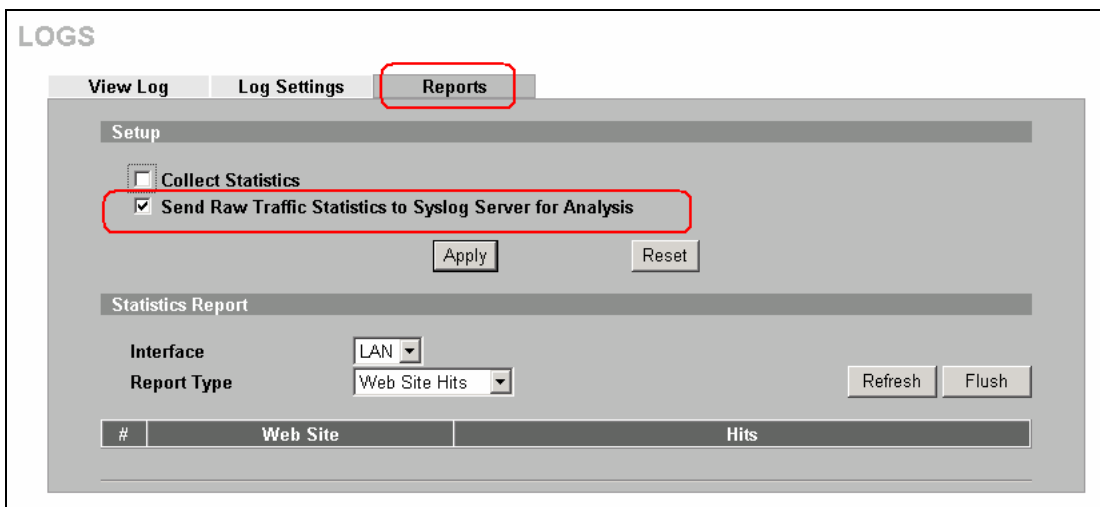 LOGS
View Log Log Settings Reports
Setup
Collect Statistics
Send Raw Traffic Statistics to Syslog Server for Analysis
Apply Reset
Statistics Report
Interface LAN
Report Type Web Site Hits Refresh Flush
# Web Site Hits